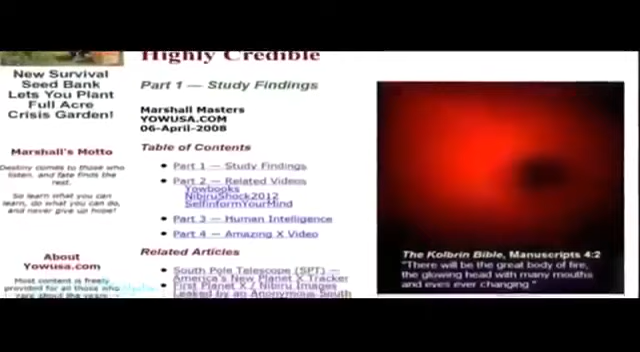 Highly Credible
New Survival
Seed Bank
Lets You Plant
Full Acre
Crisis Garden!
Marshall's Motto
Destiny comes to those who
listen, and fate finds the
rest.
So learn what you can
learn, do what you can do,
and never give up hope!
About
Yowusa.com
Most content is freely
provided for all those who
Part 1 — Study Findings
Marshall Masters
YOWUSA.COM
06-April-2008
Table of Contents
Part 1 — Study Findings
Part 2 — Related Videos
Yowbooks
NibiruShock2012
SelfinformYourMind
Part 3 — Human Intelligence
Part 4 — Amazing X Video
Related Articles
South Pole Telescope (SPT) —
America's New Planet X Tracker
First Planet X / Nibiru Images
Leaked by an Anonymous South
The Kolbrin Bible, Manuscripts 4:2
"There will be the great body of fire,
the glowing head with many mouths
and eyes ever changing."